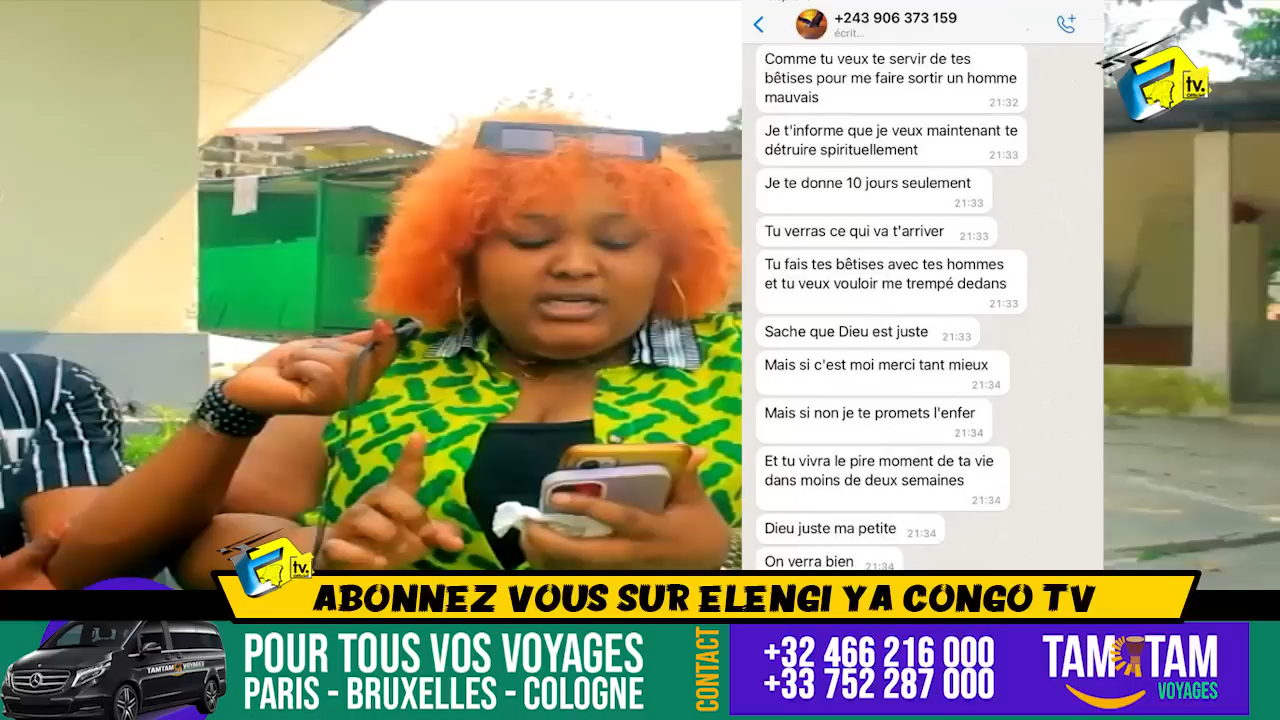 +243 906 373 159
écrit...
Comme tu veux te servir de tes
bêtises pour me faire sortir un homme
mauvais
21:32
Je t'informe que je veux maintenant te
détruire spirituellement
21:33
Je te donne 10 jours seulement
21:33
Tu verras ce qui va t'arriver
21:33
Tu fais tes bêtises avec tes hommes
et tu veux vouloir me trempé dedans
21:33
Sache que Dieu est juste
21:33
Mais si c'est moi merci tant mieux
21:34
Mais si non je te promets l'enfer
21:34
Et tu vivra le pire moment de ta vie
dans moins de deux semaines
21:34
Dieu juste ma petite
21:34
On verra bien
21:34
tv.
tv.
ABONNEZ VOUS SUR ELENGI YA CONGO TV
TAMTAM VOYAGES
POUR TOUS VOS VOYAGES
PARIS - BRUXELLES - COLOGNE
CONTACT
+32 466 216 000
+33 752 287 000
TAM TAM
VOYAGES